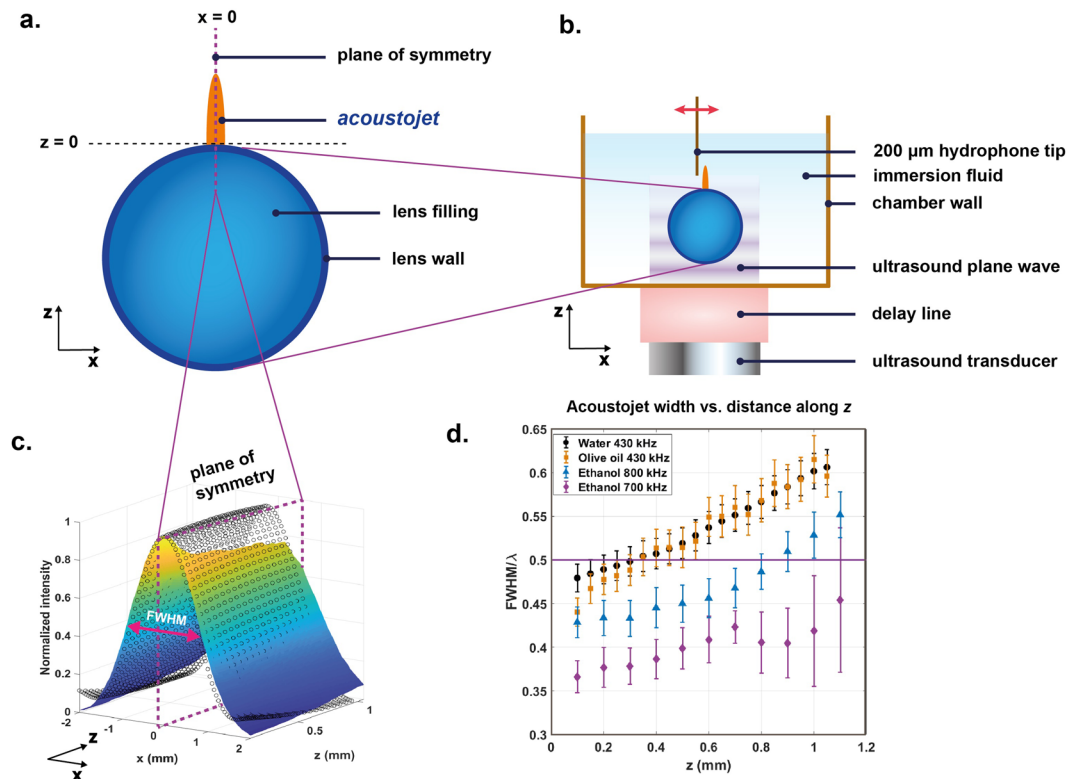 a.
x = 0
plane of symmetry
acoustojet
z = 0
lens filling
lens wall
z
x
b.
200 µm hydrophone tip
immersion fluid
chamber wall
ultrasound plane wave
delay line
ultrasound transducer
z
x
c.
plane of
symmetry
FWHM
Normalized intensity
1
0.8
0.6
0.4
0.2
0
-2
-1
0
1
2
x (mm)
0.5
1
z (mm)
z
x
Acoustojet width vs. distance along z
d.
Water 430 kHz
Olive oil 430 kHz
Ethanol 800 kHz
Ethanol 700 kHz
FWHM/λ
0.65
0.6
0.55
0.5
0.45
0.4
0.35
0.3
0
0.2
0.4
0.6
0.8
1
1.2
z (mm)